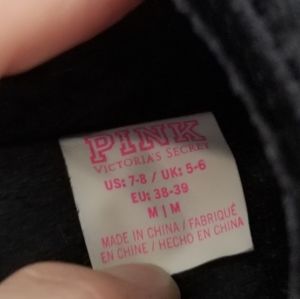 PINK
VICTORIA'S SECRET
US: 7-8 / UK: 5-6
EU: 38-39
M | M
MADE IN CHINA / FABRIQUÉ
EN CHINE / HECHO EN CHINA